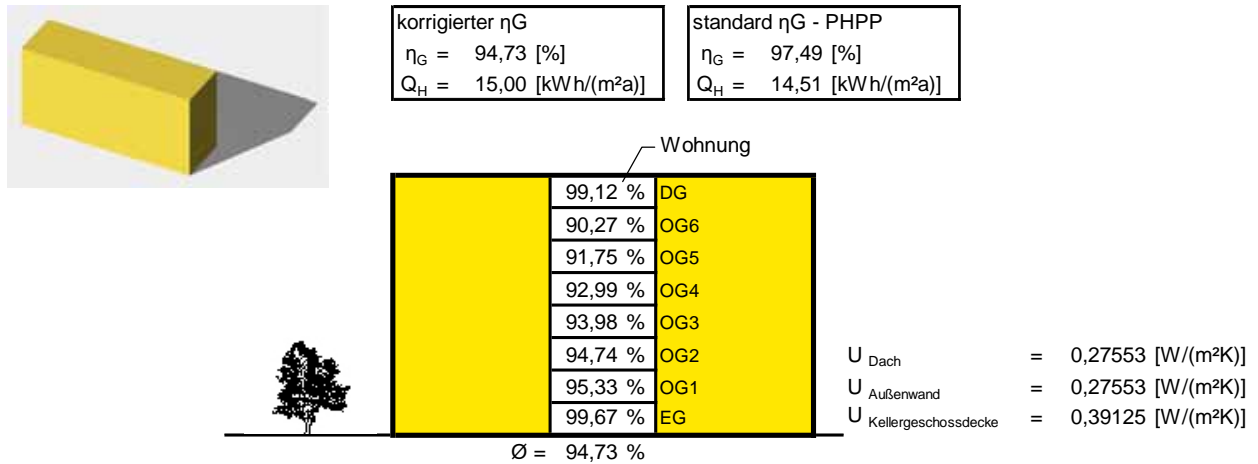 korrigierter ηG
ηG = 94,73 [%]
QH = 15,00 [kWh/(m²a)]
standard ηG - PHPP
ηG = 97,49 [%]
QH = 14,51 [kWh/(m²a)]
Wohnung
99,12 % DG
90,27 % OG6
91,75 % OG5
92,99 % OG4
93,98 % OG3
94,74 % OG2
95,33 % OG1
99,67 % EG
Ø = 94,73 %
U Dach = 0,27553 [W/(m²K)]
U Außenwand = 0,27553 [W/(m²K)]
U Kellergeschossdecke = 0,39125 [W/(m²K)]